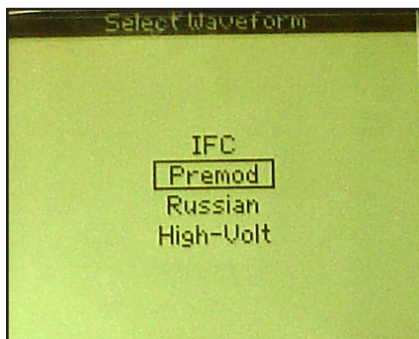 Select Waveform
IFC
Premod
Russian
High-Volt